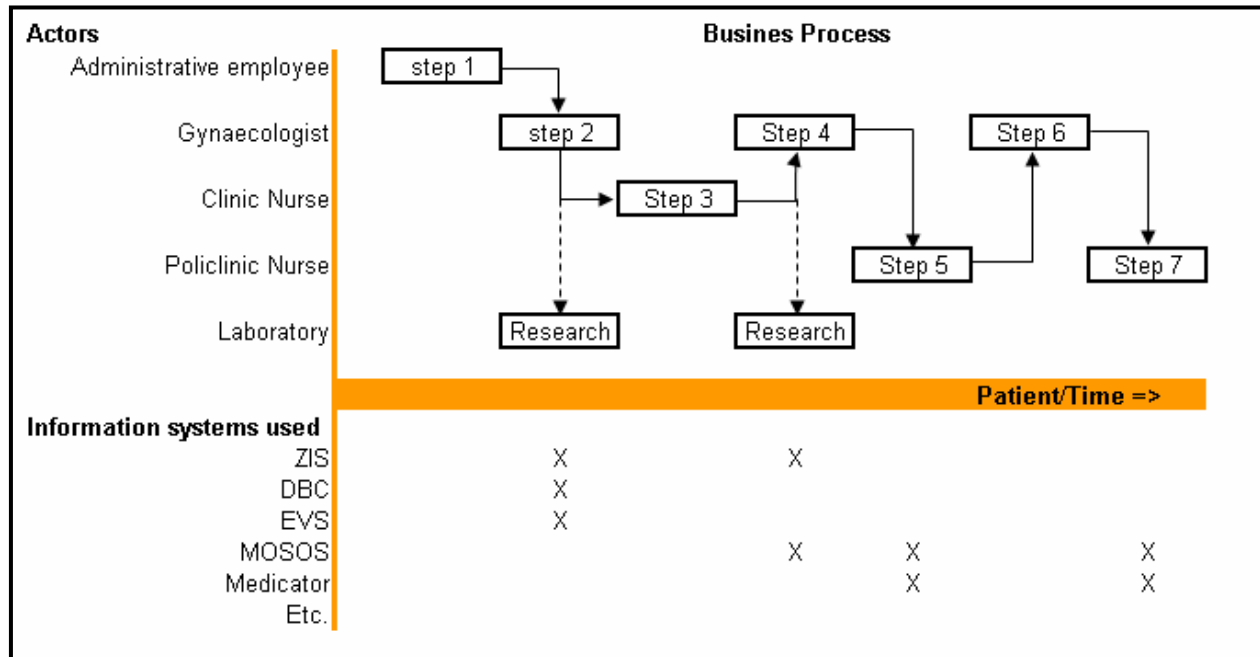 Actors Busines Process
Administrative employee step 1
Gynaecologist step 2 Step 4 Step 6
Clinic Nurse Step 3
Policlinic Nurse Step 5 Step 7
Laboratory Research Research
Patient/Time =>
Information systems used
ZIS X X
DBC X
EVS X
MOSOS X X X
Medicator X X
Etc.